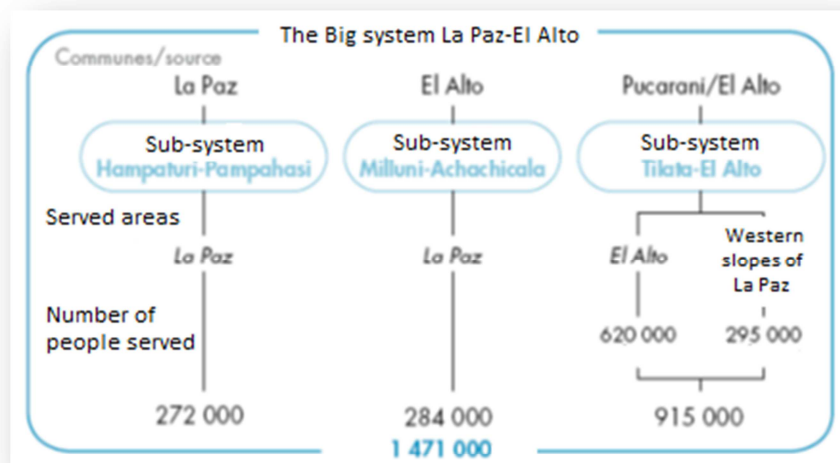 The Big system La Paz-El Alto
Communes/source
La Paz
El Alto
Pucarani/El Alto
Sub-system
Hampaturi-Pampahasi
Sub-system
Milluni-Achachicala
Sub-system
Tilata-El Alto
Served areas
La Paz
La Paz
El Alto
Western
slopes of
La Paz
Number of
people served
620 000
295 000
272 000
284 000
915 000
1 471 000